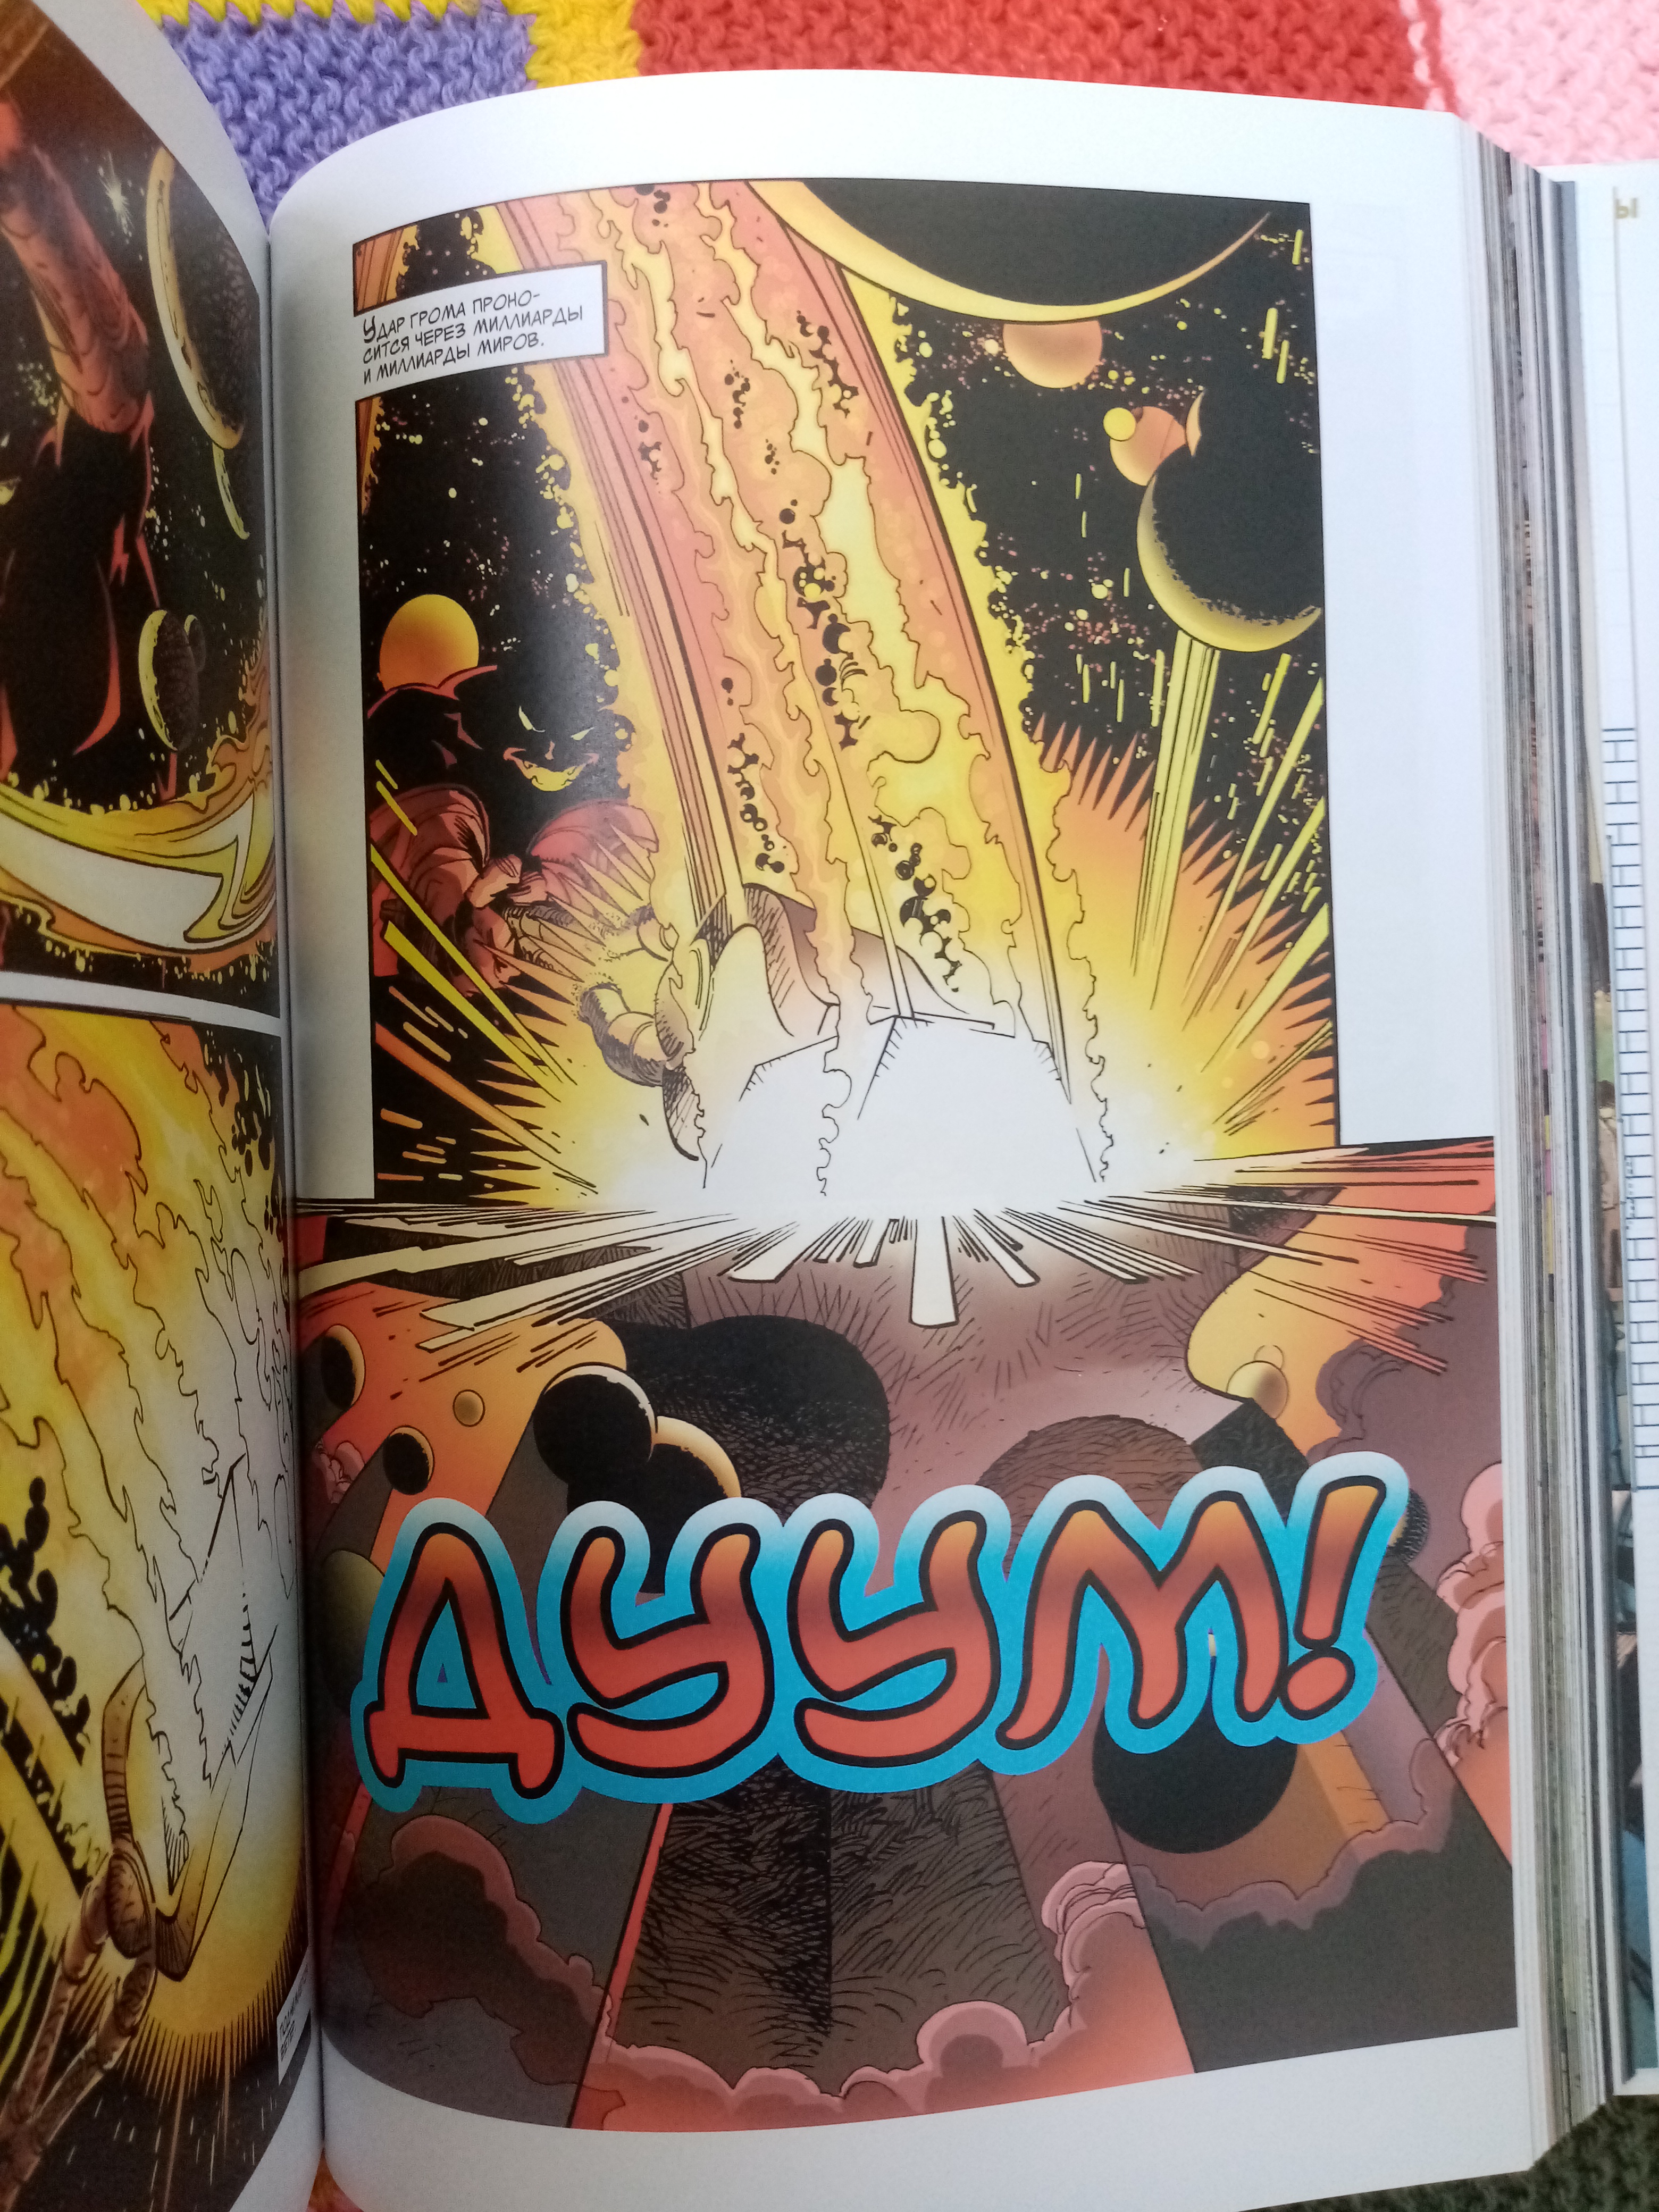 Удар грома проно-
сится через миллиарды
и миллиарды миров.
ДУУМ!